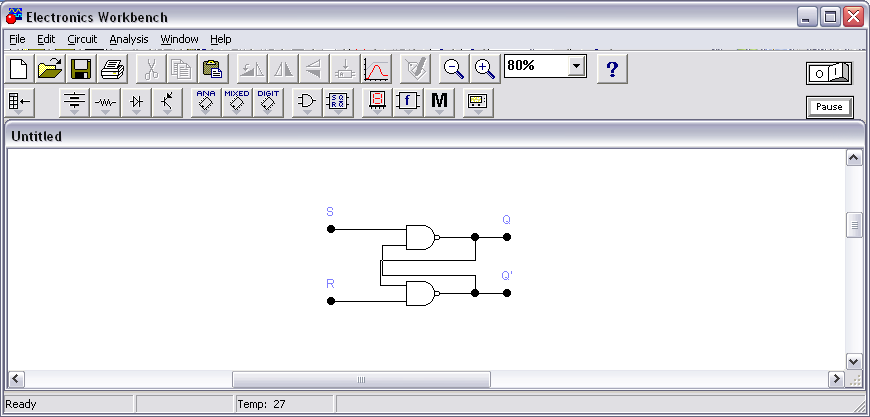 Electronics Workbench
File Edit Circuit Analysis Window Help
80%
?
O I
ANA MIXED DIGIT
f M
Pause
Untitled
S
Q
R
Q'
Ready
Temp: 27